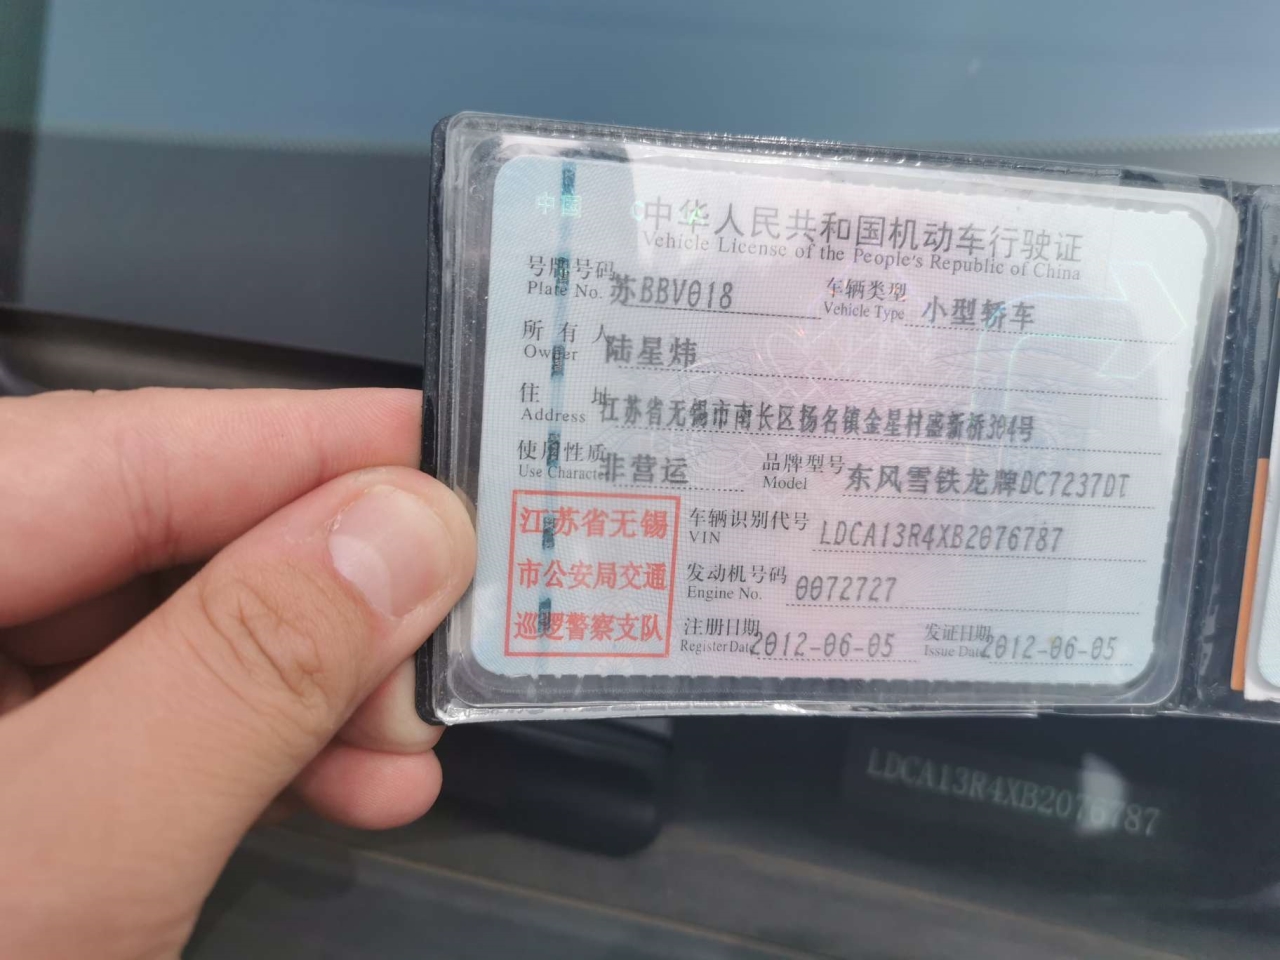 中国
中华人民共和国机动车行驶证
Vehicle License of the People's Republic of China
号牌号码 苏BBV018 车辆类型 小型轿车
Plate No. Vehicle Type
所有人 陆星炜
Owner
住址 江苏省无锡市南长区扬名镇金星村盛新桥304号
Address
使用性质 非营运 品牌型号 东风雪铁龙牌DC7237DT
Use Character Model
江苏省无锡
市公安局交通
巡逻警察支队
车辆识别代号 LDCA13R4XB2076787
VIN
发动机号码 0072727
Engine No.
注册日期 2012-06-05 发证日期 2012-06-05
Register Date Issue Date
LDCA13R4XB2076787